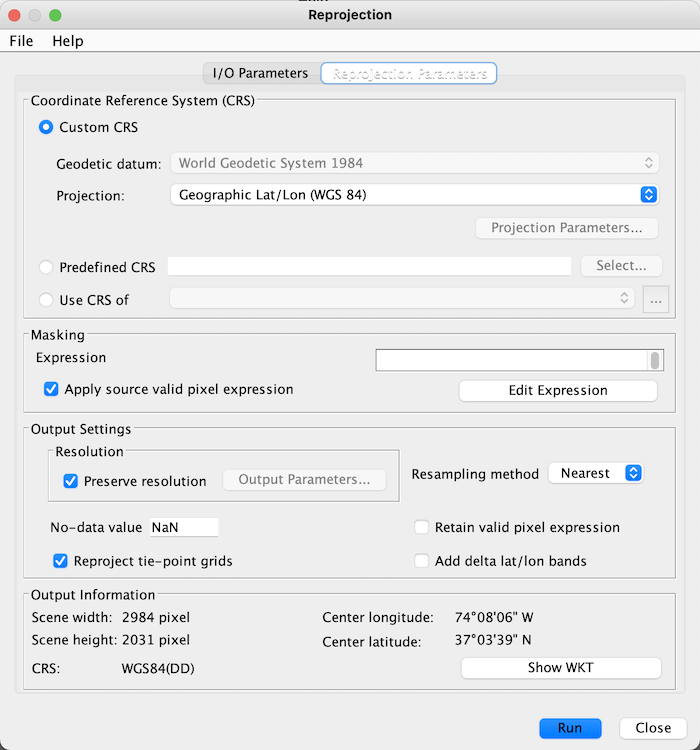 Reprojection
File Help
I/O Parameters Reprojection Parameters
Coordinate Reference System (CRS)
Custom CRS
Geodetic datum: World Geodetic System 1984
Projection: Geographic Lat/Lon (WGS 84)
Projection Parameters...
Predefined CRS Select...
Use CRS of ...
Masking
Expression
Apply source valid pixel expression Edit Expression
Output Settings
Resolution
Preserve resolution Output Parameters... Resampling method Nearest
No-data value NaN Retain valid pixel expression
Reproject tie-point grids Add delta lat/lon bands
Output Information
Scene width: 2984 pixel Center longitude: 74°08'06" W
Scene height: 2031 pixel Center latitude: 37°03'39" N
CRS: WGS84(DD) Show WKT
Run Close